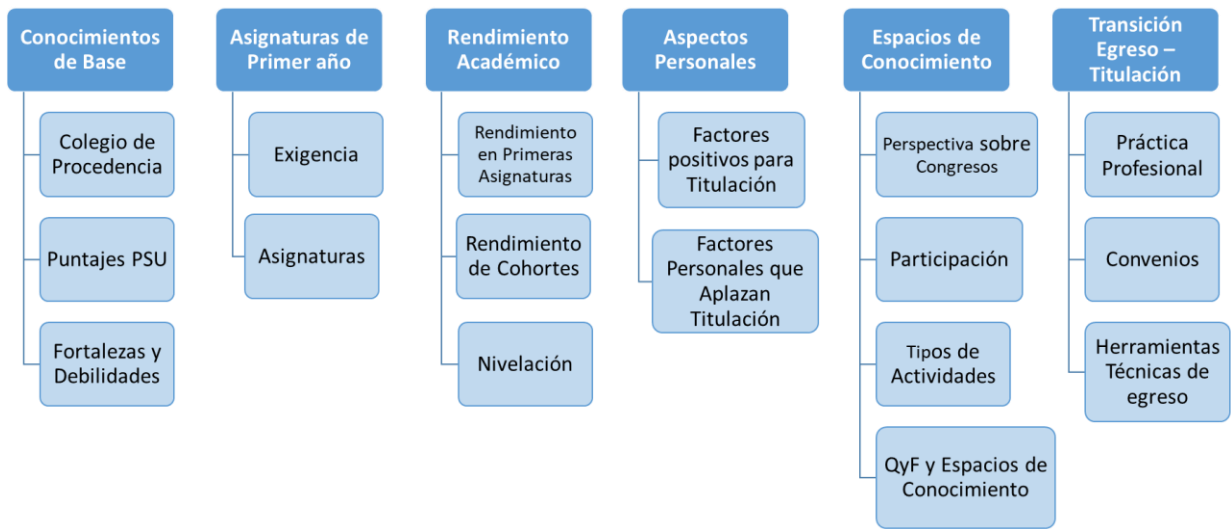 Conocimientos
de Base
Colegio de
Procedencia
Puntajes PSU
Fortalezas y
Debilidades
Asignaturas de
Primer año
Exigencia
Asignaturas
Rendimiento
Académico
Rendimiento
en Primeras
Asignaturas
Rendimiento
de Cohortes
Nivelación
Aspectos
Personales
Factores
positivos para
Titulación
Factores
Personales que
Aplazan
Titulación
Espacios de
Conocimiento
Perspectiva sobre
Congresos
Participación
Tipos de
Actividades
QyF y Espacios de
Conocimiento
Transición
Egreso –
Titulación
Práctica
Profesional
Convenios
Herramientas
Técnicas de
egreso